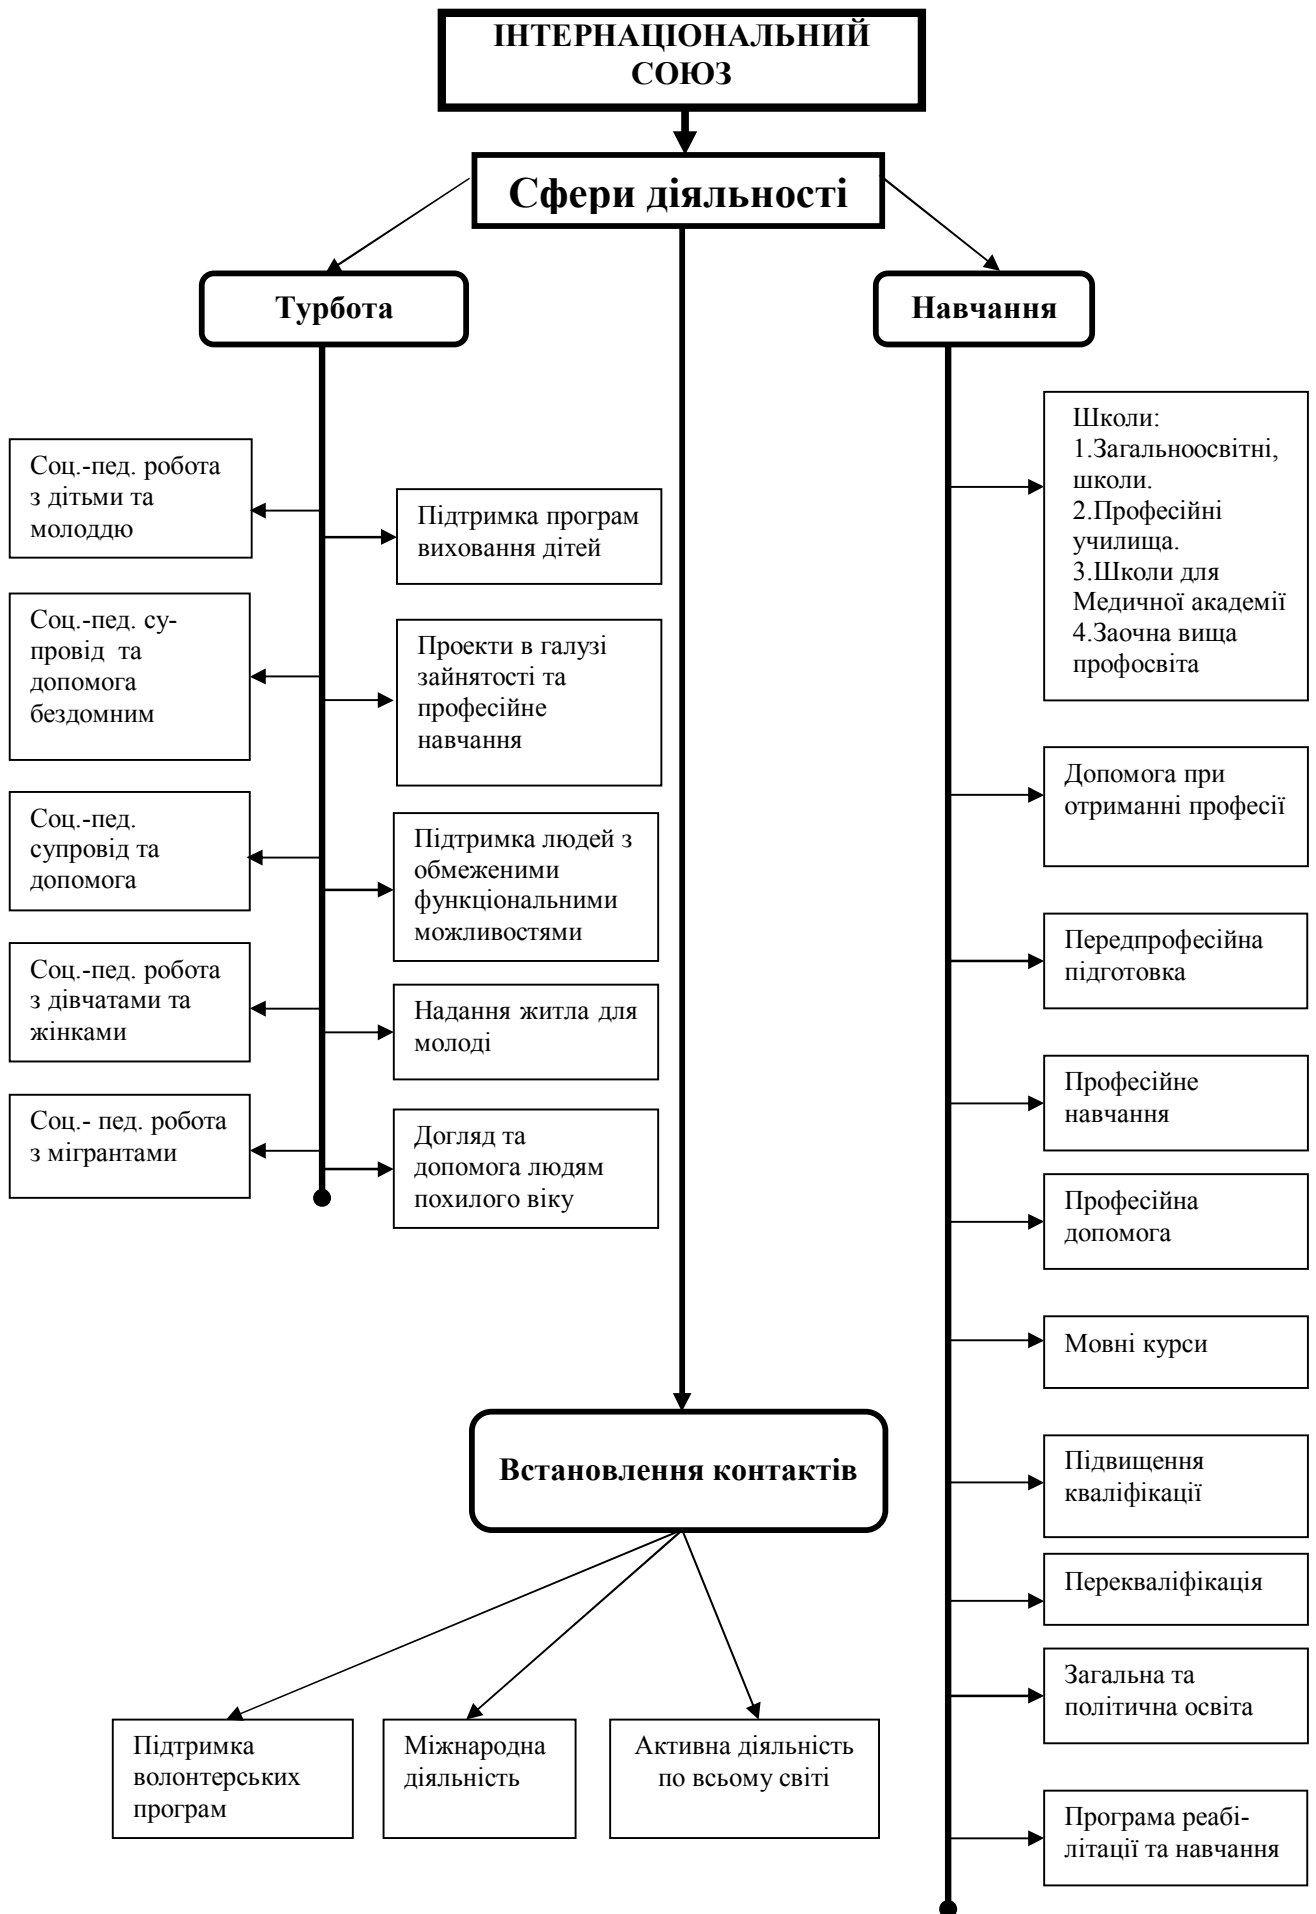 ІНТЕРНАЦІОНАЛЬНИЙ
СОЮЗ
Сфери діяльності
Турбота
Навчання
Соц.-пед. робота
з дітьми та
молоддю
Соц.-пед. су-
провід та
допомога
бездомним
Соц.-пед.
супровід та
допомога
Соц.-пед. робота
з дівчатами та
жінками
Соц.- пед. робота
з мігрантами
Підтримка програм
виховання дітей
Проекти в галузі
зайнятості та
професійне
навчання
Підтримка людей з
обмеженими
функціональними
можливостями
Надання житла для
молоді
Догляд та
допомога людям
похилого віку
Школи:
1.Загальноосвітні,
школи.
2.Професійні
училища.
3.Школи для
Медичної академії
4.Заочна вища
профосвіта
Допомога при
отриманні професії
Передпрофесійна
підготовка
Професійне
навчання
Професійна
допомога
Мовні курси
Підвищення
кваліфікації
Перекваліфікація
Загальна та
політична освіта
Програма реабі-
літації та навчання
Встановлення контактів
Підтримка
волонтерських
програм
Міжнародна
діяльність
Активна діяльність
по всьому світі